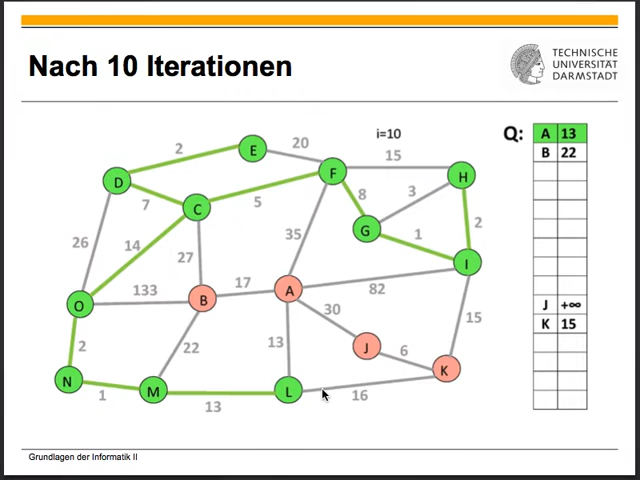 Nach 10 Iterationen
TECHNISCHE
UNIVERSITÄT
DARMSTADT
i=10
Q:
A 13
B 22
J +∞
K 15
2
20
15
E
F
H
D
7
C
5
8
3
G
1
2
I
26
14
27
35
O
133
B
17
A
82
30
15
2
22
13
J
6
K
N
1
M
13
L
16
Grundlagen der Informatik II